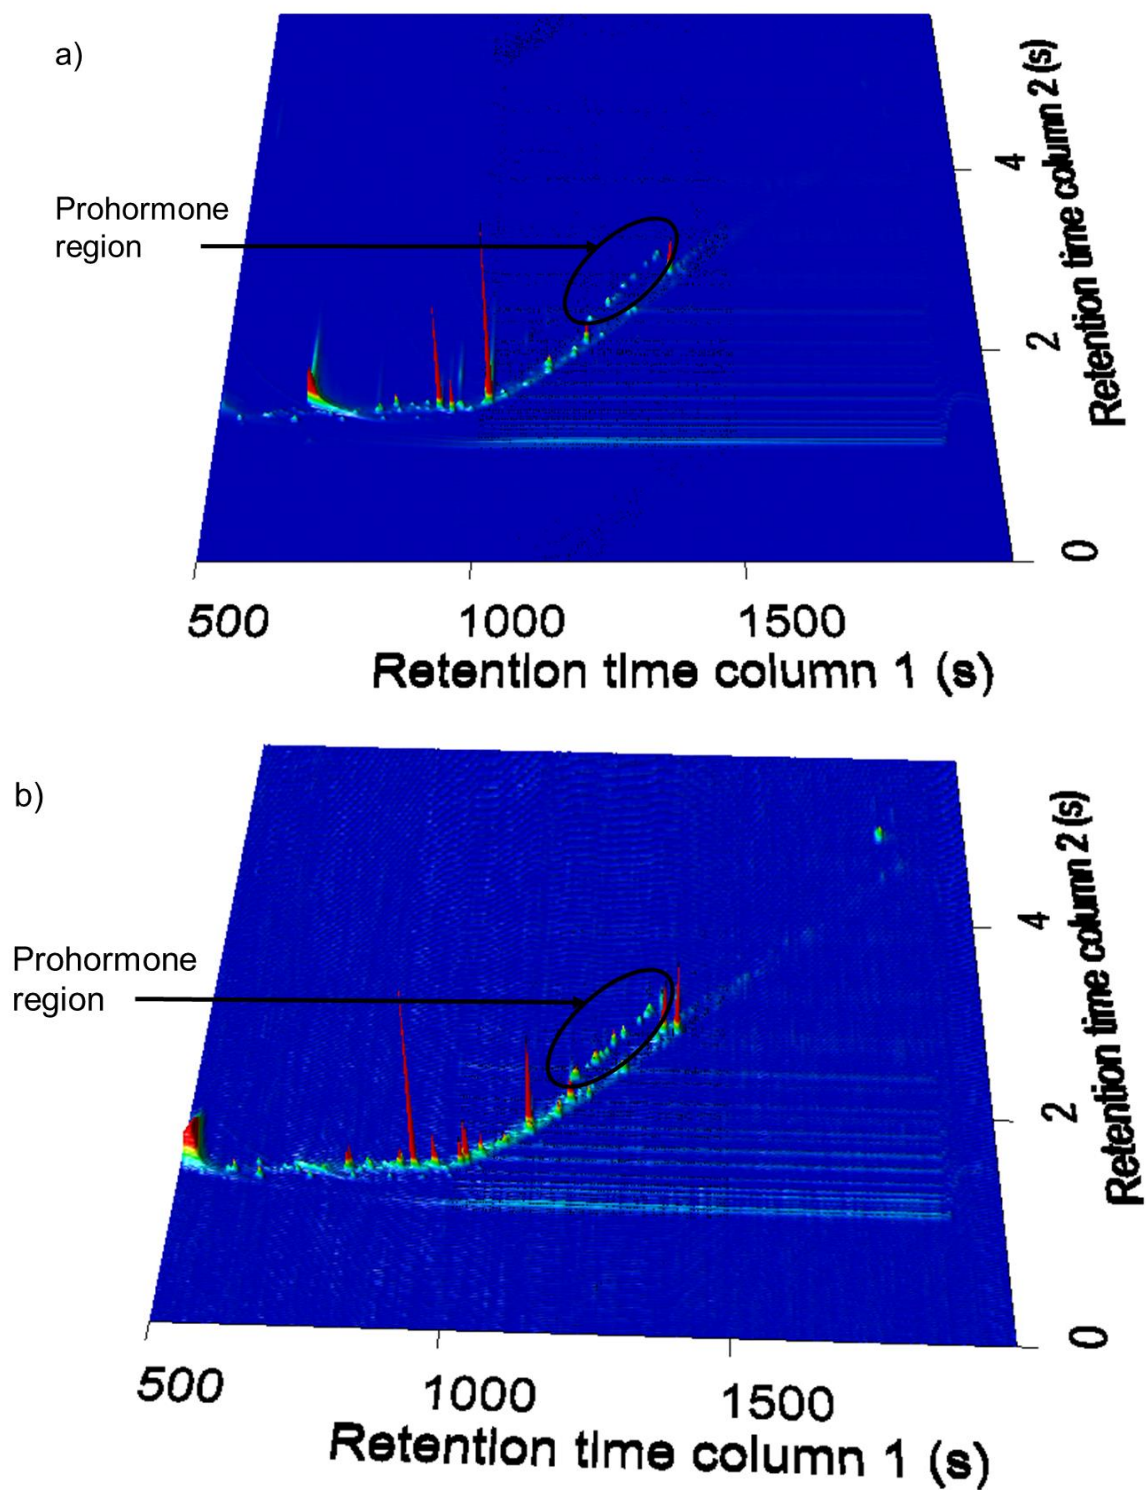 a)
Prohormone
region
4
2
0
Retention time column 2 (s)
500 1000 1500
Retention time column 1 (s)
b)
Prohormone
region
4
2
0
Retention time column 2 (s)
500 1000 1500
Retention time column 1 (s)